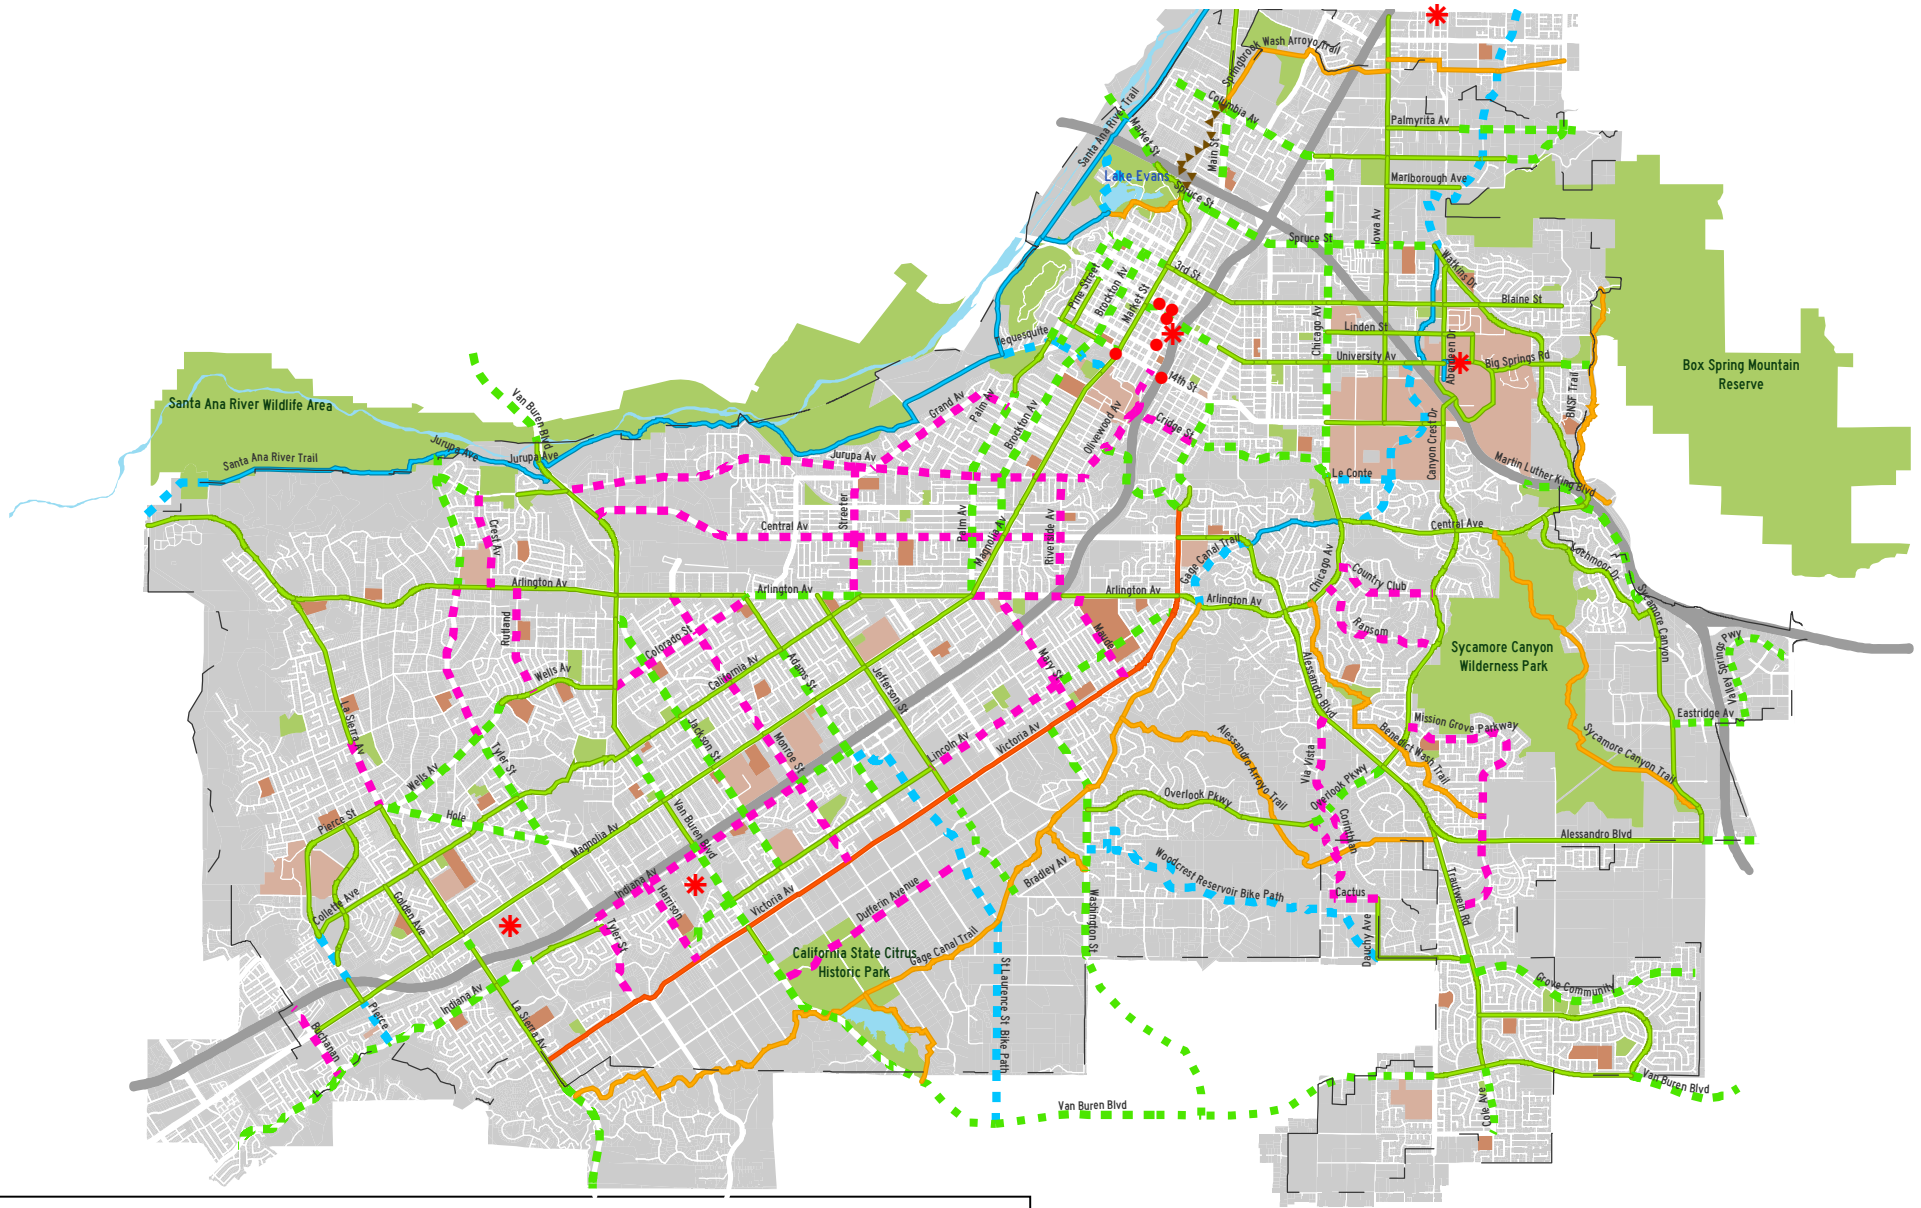 Springbrook Wash Arroyo Trail
Santa Ana River Trail
Market St
Columbia Av
Main St
Palmyrita Av
Lake Evans
Spruce St
Marlborough Ave
Iowa Av
Spruce St
Watkins Dr
3rd St
Pine Street
Brockton Av
Market St
Blaine St
Chicago Av
Linden St
Tequesquite
University Av
Aberdeen Dr
Big Springs Rd
Box Spring Mountain
Reserve
Santa Ana River Wildlife Area
Van Buren Blvd
14th St
BNSF Trail
Grand Av
Palm Av
Brockton Av
Olivewood Av
Cridge St
Canyon Crest Dr
Jurupa Ave
Jurupa Ave
Santa Ana River Trail
Jurupa Av
Le Conte
Martin Luther King Blvd
Crest Av
Streeter
Central Av
Palm Av
Magnolia Av
Riverside Av
Central Ave
Gage Canal Trail
Chicago Av
Lochmoor Dr
Country Club
Arlington Av
Arlington Av
Arlington Av
Arlington Av
Sycamore Canyon
Rutland
Colorado St
Ransom
Maude
Mary St
Sycamore Canyon
Wilderness Park
Valley Springs Pwy
Wells Av
California Av
Adams St
Jefferson St
Alessandro Blvd
La Sierra Av
Jackson St
Monroe St
Tyler St
Lincoln Av
Victoria Av
Alessandro Arroyo Trail
Via Vista
Mission Grove Parkway
Benedict Wash Trail
Eastridge Av
Sycamore Canyon Trail
Wells Av
Overlook Pkwy
Overlook Pkwy
Pierce St
Hole
Magnolia Av
Van Buren Blvd
Corinthian
Alessandro Blvd
Collette Ave
Golden Ave
Indiana Av
Harrison
Victoria Av
Dufferin Avenue
Bradley Av
Woodcrest Reservoir Bike Path
Cactus
Trautwein Rd
Washington St
Dauchy Ave
Tyler St
Gage Canal Trail
California State Citrus
Historic Park
St Laurence St Bike Path
Grove Community
Indiana Av
La Sierra Av
Pierce
Buchanan
Van Buren Blvd
Van Buren Blvd
Cole Ave